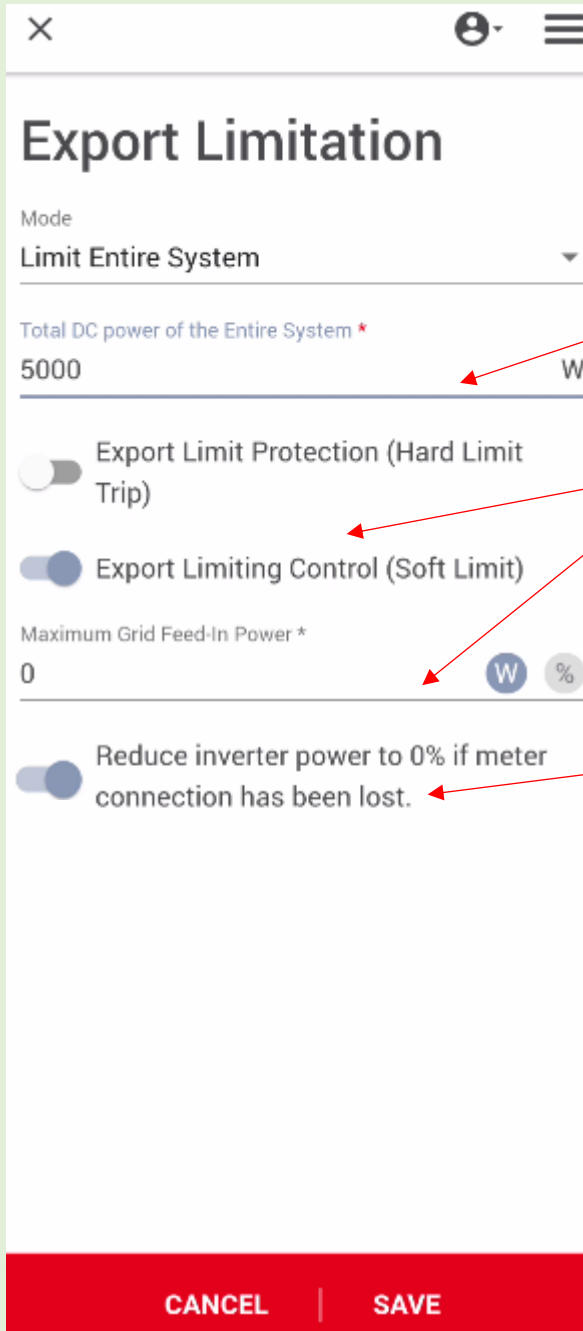 Export Limitation
Mode
Limit Entire System
Total DC power of the Entire System *
5000 W
Export Limit Protection (Hard Limit
Trip)
Export Limiting Control (Soft Limit)
Maximum Grid Feed-In Power *
0 W %
Reduce inverter power to 0% if meter
connection has been lost.
CANCEL | SAVE